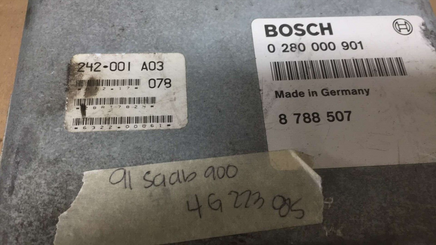 242-001 A03
078
BOSCH
0 280 000 901
Made in Germany
8 788 507
91 saab 900
4G 223 985